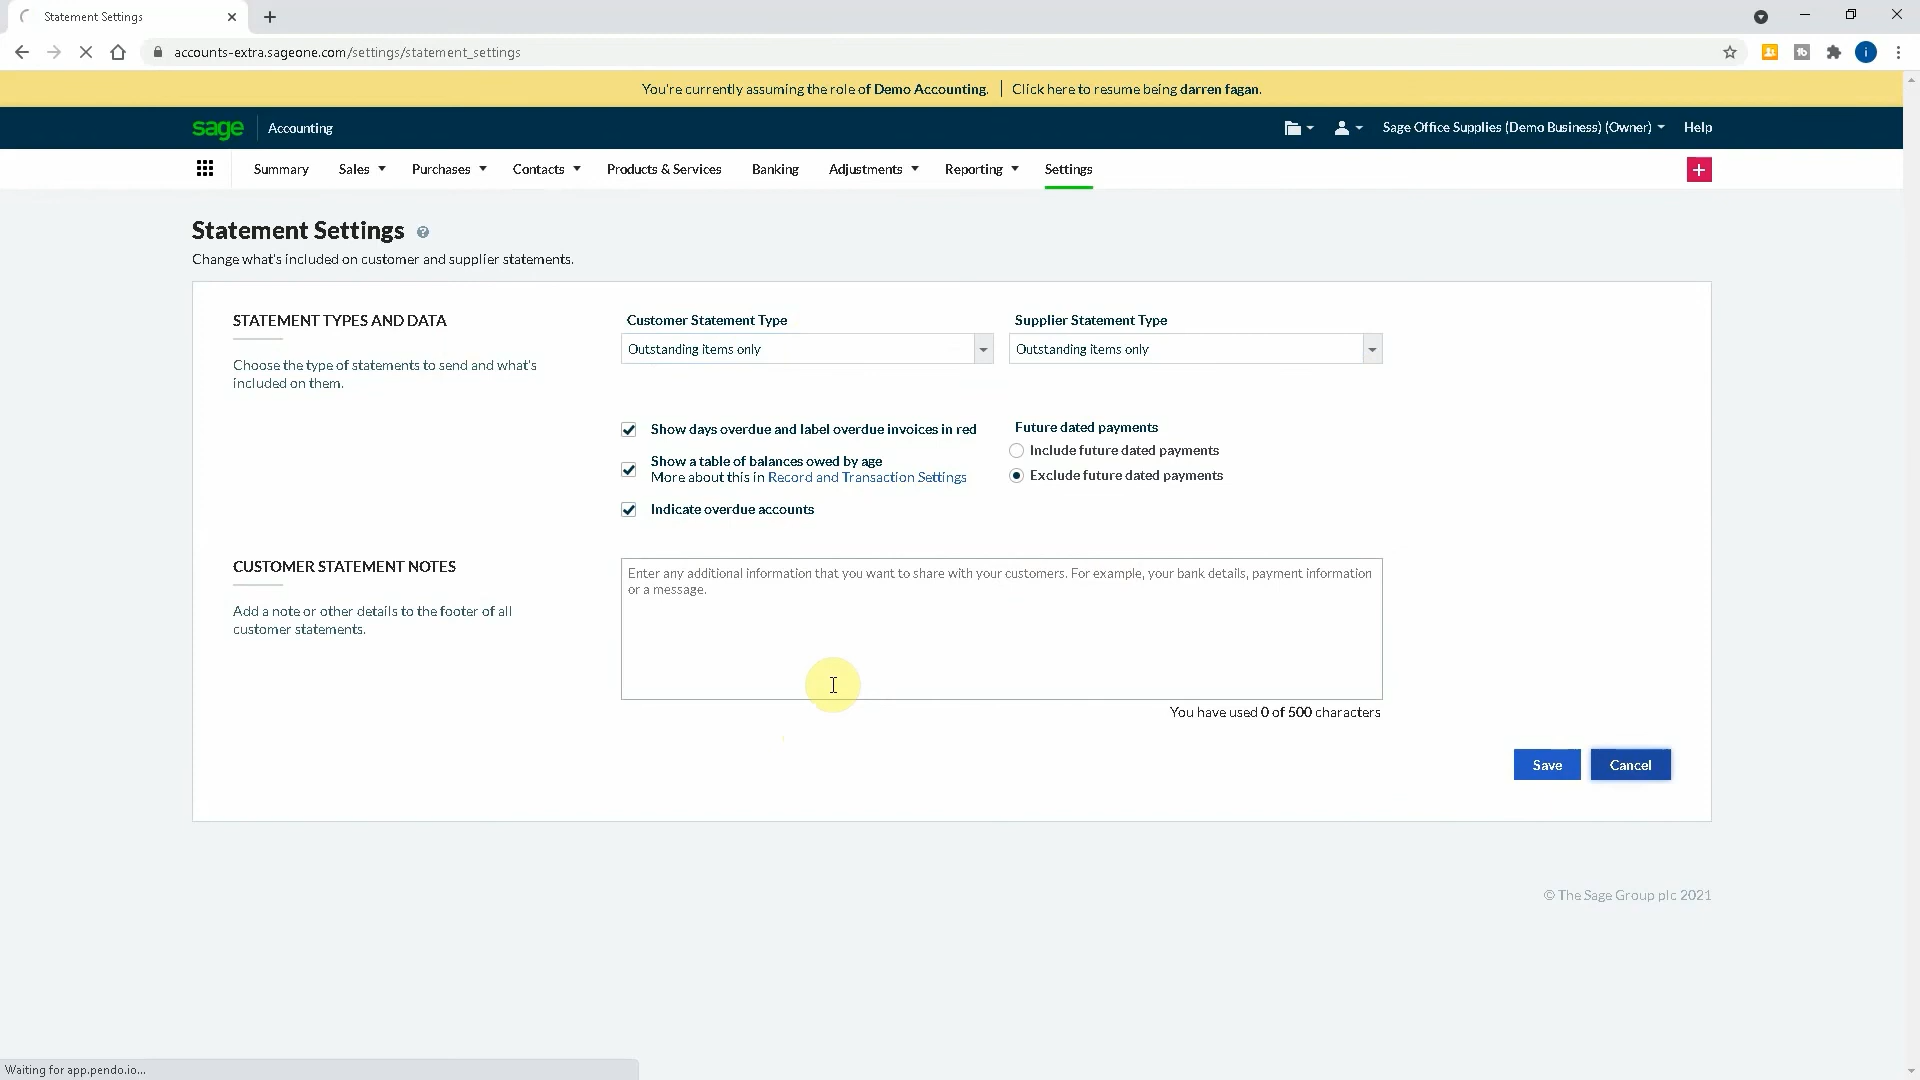 Statement Settings
accounts-extra.sageone.com/settings/statement_settings
You're currently assuming the role of Demo Accounting. Click here to resume being darren fagan.
sage Accounting Sage Office Supplies (Demo Business) (Owner) Help
Summary Sales Purchases Contacts Products & Services Banking Adjustments Reporting Settings
Statement Settings
Change what's included on customer and supplier statements.
STATEMENT TYPES AND DATA
Choose the type of statements to send and what's
included on them.
Customer Statement Type
Outstanding items only
Supplier Statement Type
Outstanding items only
Show days overdue and label overdue invoices in red
Show a table of balances owed by age
More about this in Record and Transaction Settings
Indicate overdue accounts
Future dated payments
Include future dated payments
Exclude future dated payments
CUSTOMER STATEMENT NOTES
Add a note or other details to the footer of all
customer statements.
Enter any additional information that you want to share with your customers. For example, your bank details, payment information
or a message.
You have used 0 of 500 characters
Save Cancel
© The Sage Group plc 2021
Waiting for app.pendo.io...